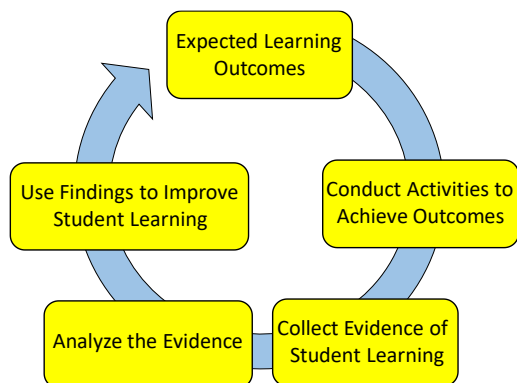 Expected Learning
Outcomes
Conduct Activities to
Achieve Outcomes
Collect Evidence of
Student Learning
Analyze the Evidence
Use Findings to Improve
Student Learning